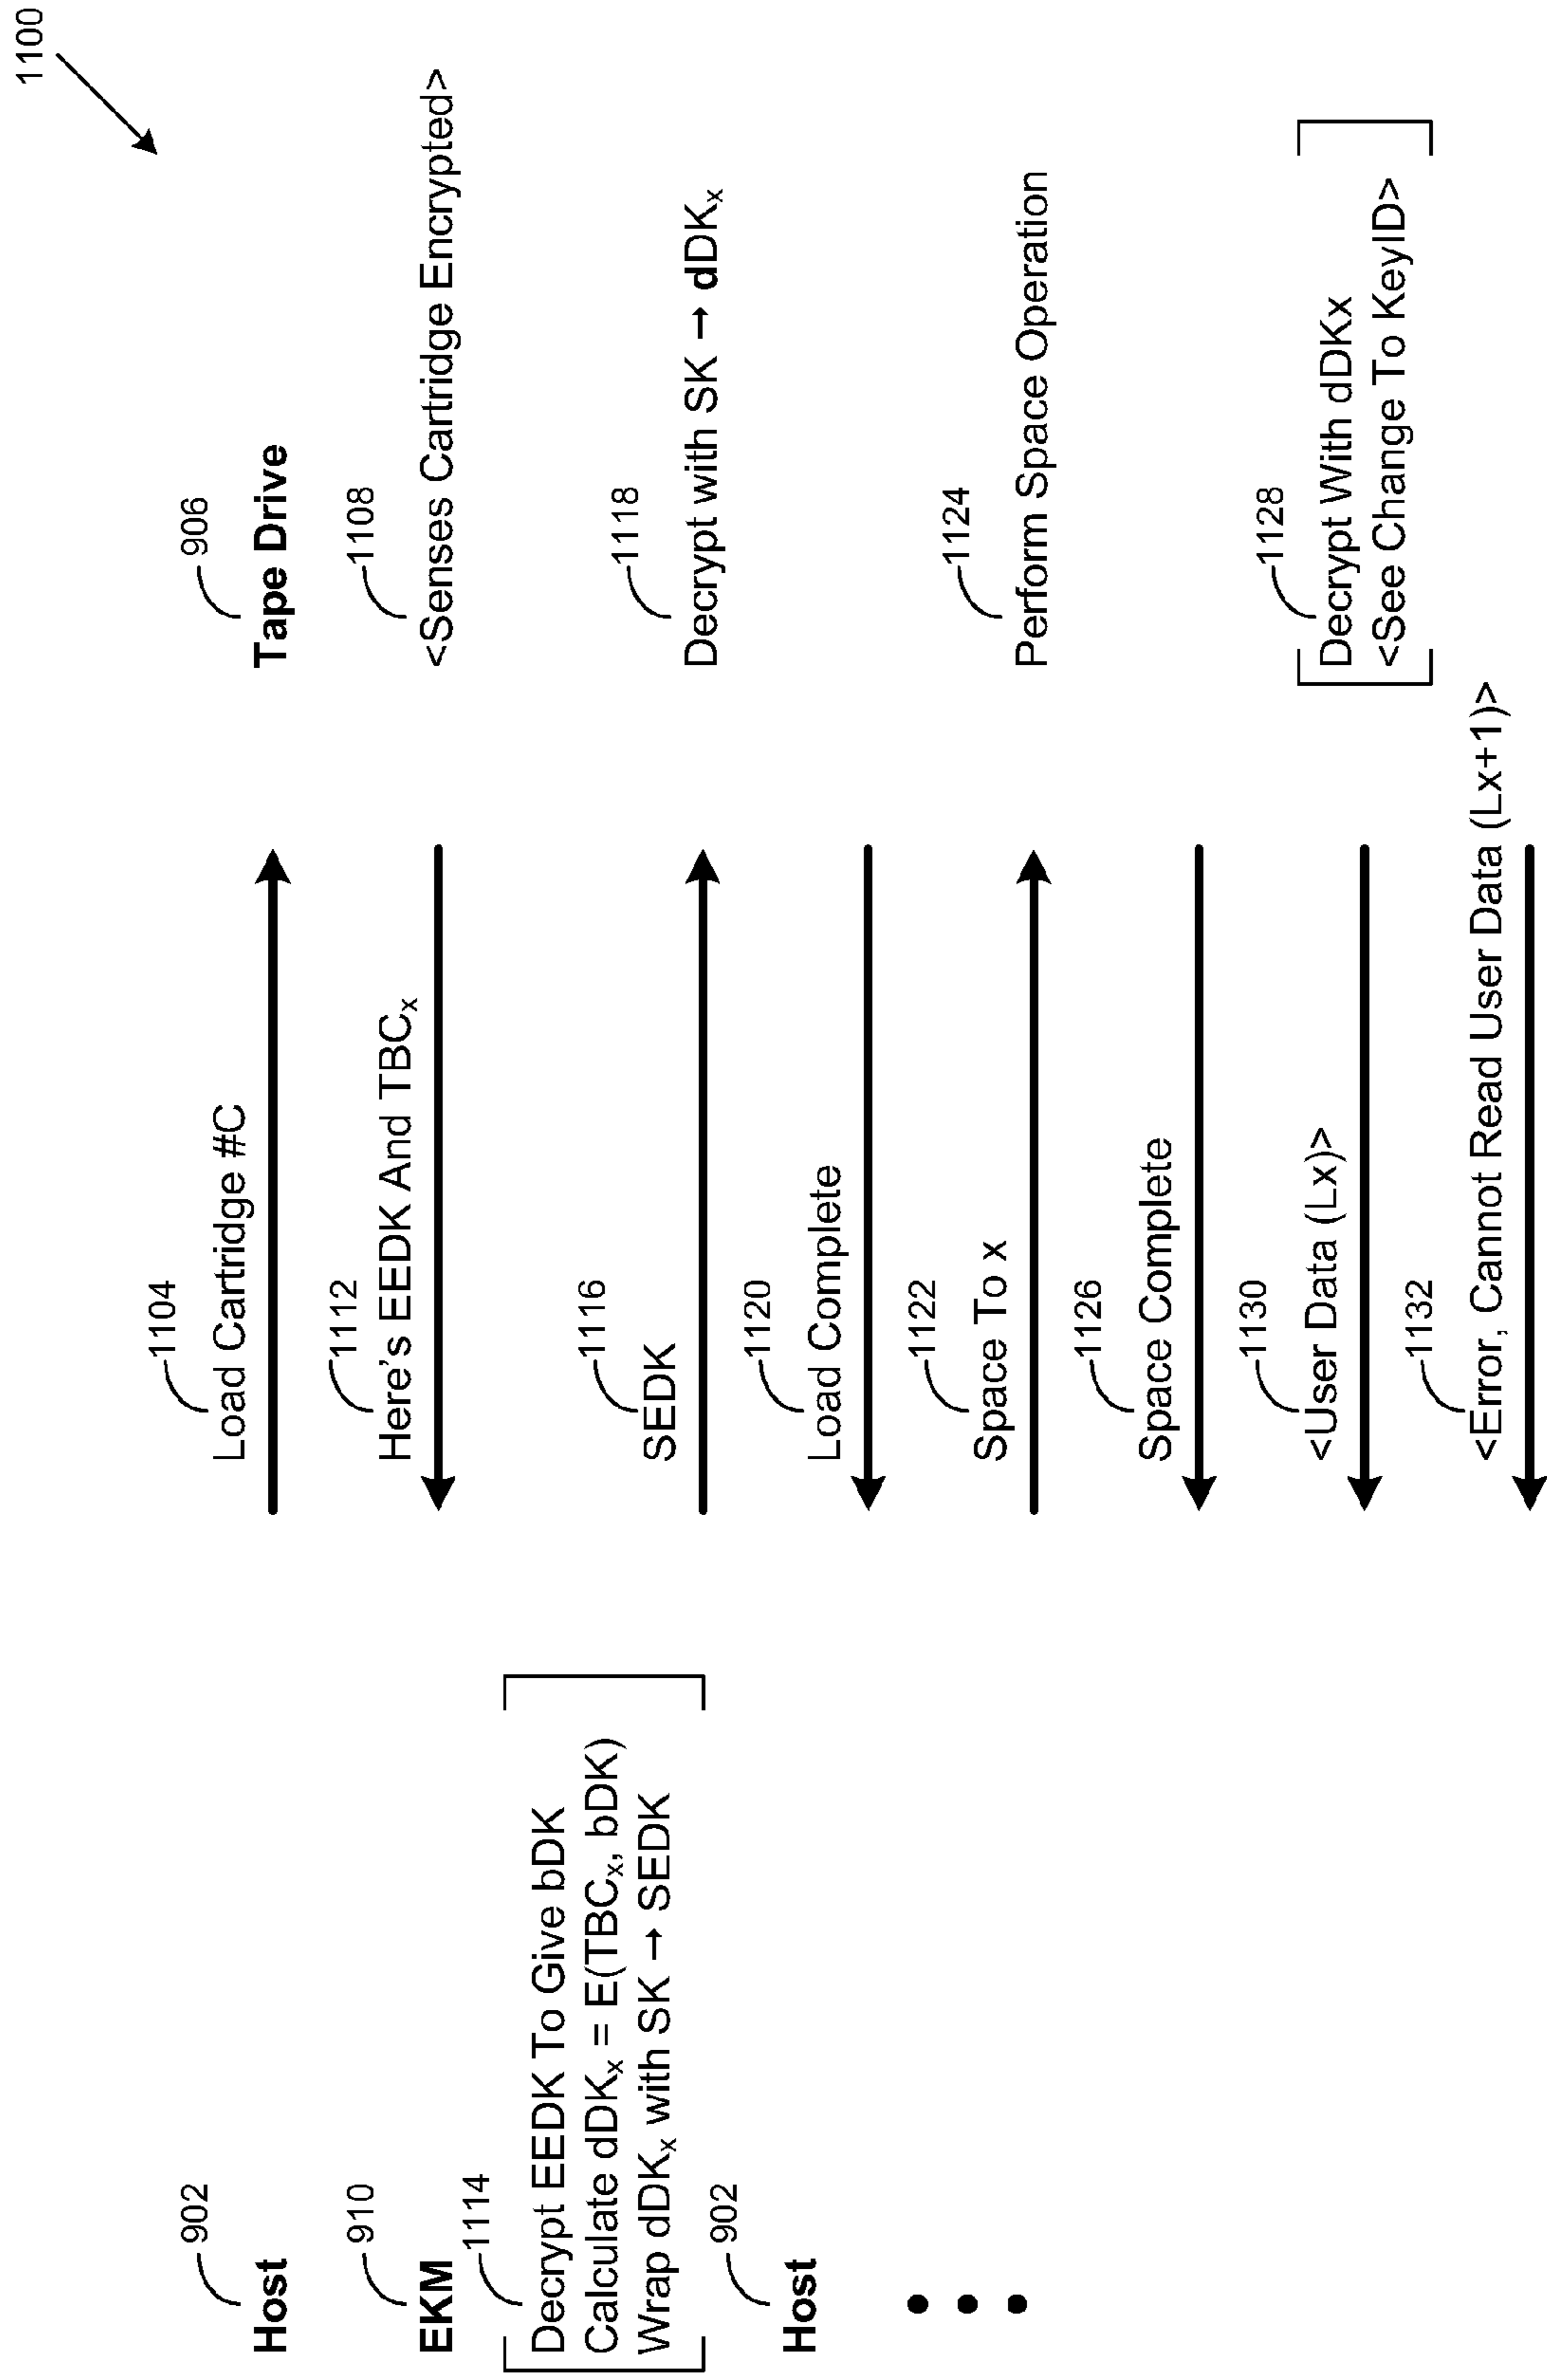 1100
902
Host
906
Tape Drive
1104
Load Cartridge #C
910
EKM
1108
<Senses Cartridge Encrypted>
1112
Here's EEDK And TBCx
1114
Decrypt EEDK To Give bDK
Calculate dDKx = E(TBCx, bDK)
Wrap dDKx with SK → SEDK
1116
SEDK
1118
Decrypt with SK → dDKx
902
Host
1120
Load Complete
1122
Space To x
1124
Perform Space Operation
1126
Space Complete
1128
Decrypt With dDKx
<See Change To KeyID>
1130
<User Data (Lx)>
1132
<Error, Cannot Read User Data (Lx+1)>